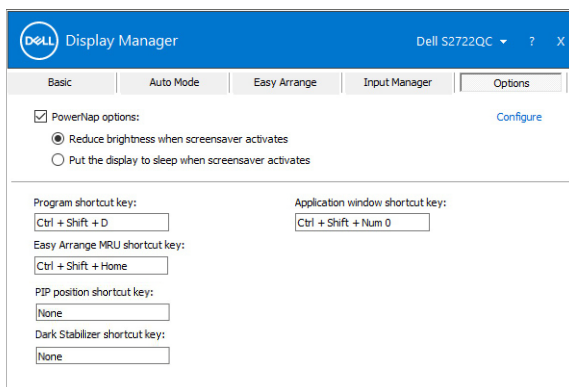 DELL Display Manager Dell S2722QC ? X
Basic Auto Mode Easy Arrange Input Manager Options
PowerNap options: Configure
Reduce brightness when screensaver activates
Put the display to sleep when screensaver activates
Program shortcut key: Application window shortcut key:
Ctrl + Shift + D Ctrl + Shift + Num 0
Easy Arrange MRU shortcut key:
Ctrl + Shift + Home
PIP position shortcut key:
None
Dark Stabilizer shortcut key:
None